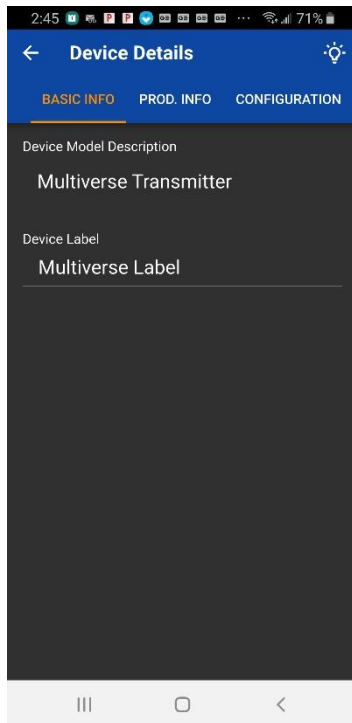 2:45 71%
Device Details
BASIC INFO PROD. INFO CONFIGURATION
Device Model Description
Multiverse Transmitter
Device Label
Multiverse Label